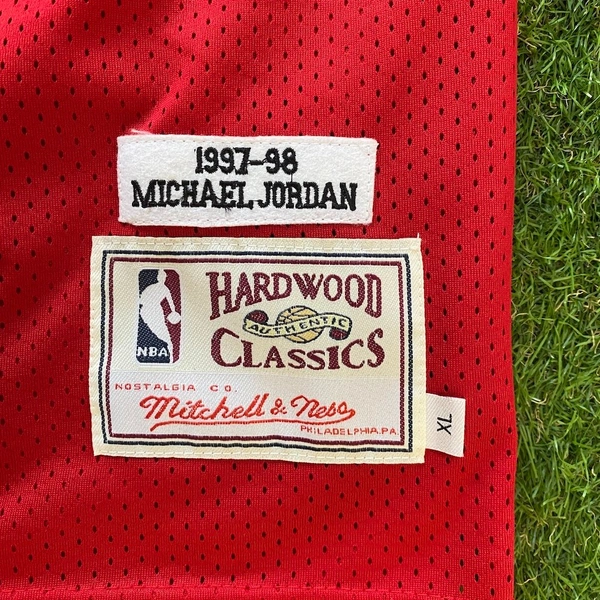 1997-98
MICHAEL JORDAN
HARDWOOD
AUTHENTIC
CLASSICS
NBA
NOSTALGIA CO.
Mitchell & Ness
PHILADELPHIA, PA.
XL